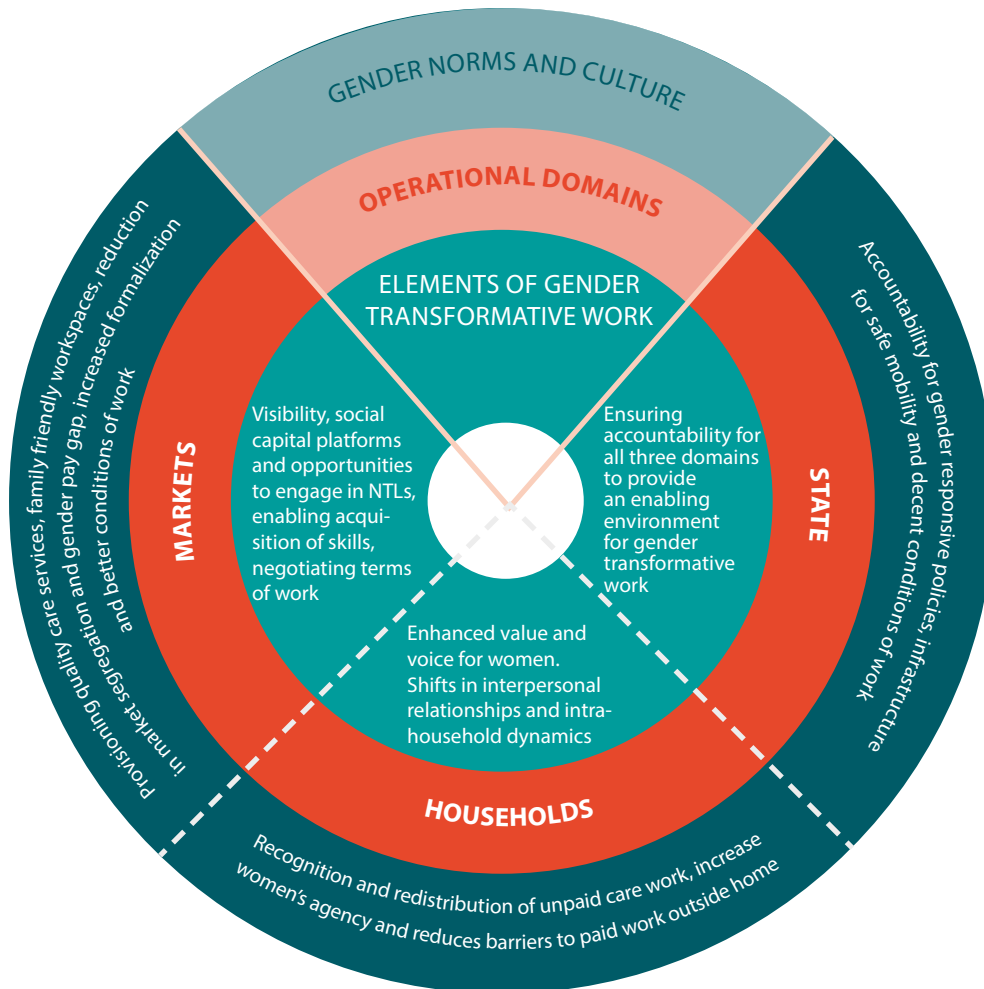 GENDER NORMS AND CULTURE
OPERATIONAL DOMAINS
ELEMENTS OF GENDER
TRANSFORMATIVE WORK
Provisioning quality care services, family friendly workspaces, reduction
in market segregation and gender pay gap, increased formalization
and better conditions of work
MARKETS
Visibility, social
capital platforms
and opportunities
to engage in NTLs,
enabling acqui-
sition of skills,
negotiating terms
of work
Ensuring
accountability for
all three domains
to provide
an enabling
environment
for gender
transformative
work
STATE
Accountability for gender responsive policies, infrastructure
for safe mobility and decent conditions of work
Enhanced value and
voice for women.
Shifts in interpersonal
relationships and intra-
household dynamics
HOUSEHOLDS
Recognition and redistribution of unpaid care work, increase
women's agency and reduces barriers to paid work outside home